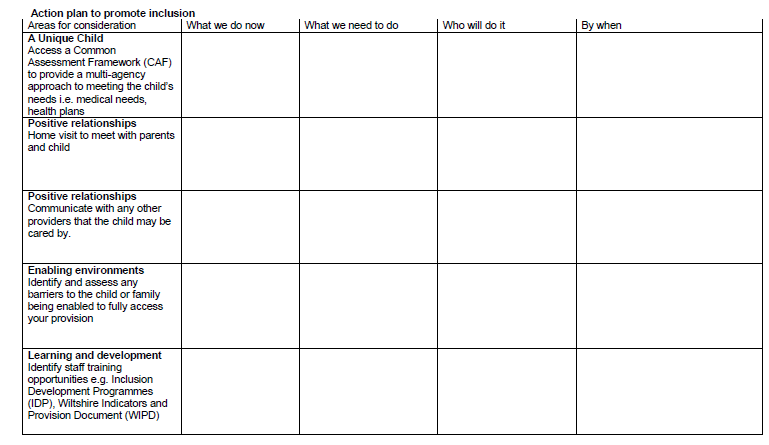 Action plan to promote inclusion
Areas for consideration What we do now What we need to do Who will do it By when
A Unique Child
Access a Common
Assessment Framework (CAF)
to provide a multi-agency
approach to meeting the child's
needs i.e. medical needs,
health plans
Positive relationships
Home visit to meet with parents
and child
Positive relationships
Communicate with any other
providers that the child may be
cared by.
Enabling environments
Identify and assess any
barriers to the child or family
being enabled to fully access
your provision
Learning and development
Identify staff training
opportunities e.g. Inclusion
Development Programmes
(IDP), Wiltshire Indicators and
Provision Document (WIPD)